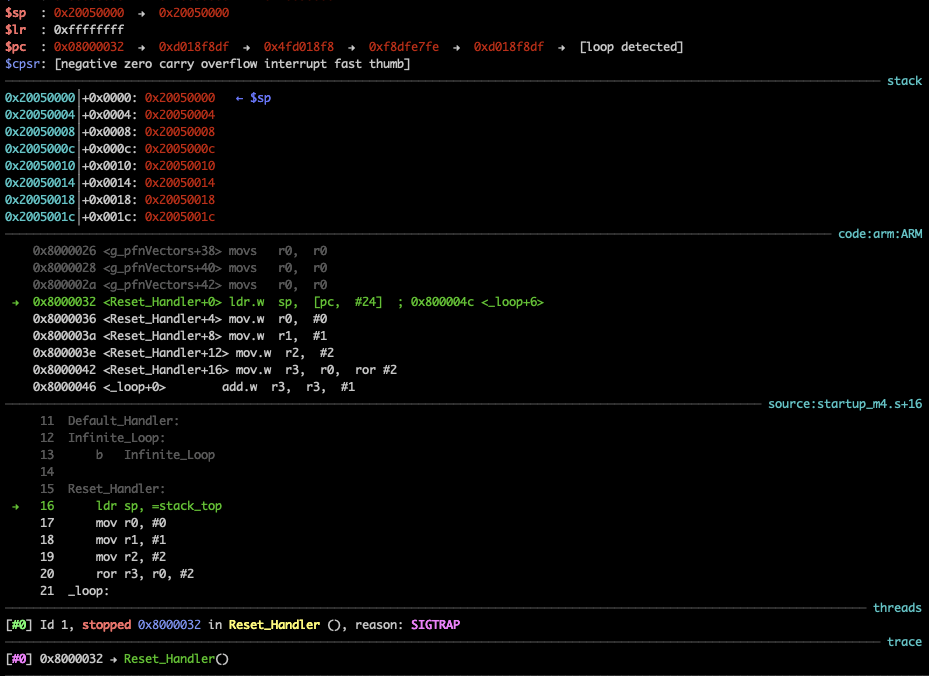 $sp : 0x20050000 → 0x20050000
$lr : 0xffffffff
$pc : 0x08000032 → 0xd018f8df → 0x4fd018f8 → 0xf8dfe7fe → 0xd018f8df → [loop detected]
$cpsr: [negative zero carry overflow interrupt fast thumb]
stack
0x20050000│+0x0000: 0x20050000 ← $sp
0x20050004│+0x0004: 0x20050004
0x20050008│+0x0008: 0x20050008
0x2005000c│+0x000c: 0x2005000c
0x20050010│+0x0010: 0x20050010
0x20050014│+0x0014: 0x20050014
0x20050018│+0x0018: 0x20050018
0x2005001c│+0x001c: 0x2005001c
code:arm:ARM
0x8000026 <g_pfnVectors+38> movs r0, r0
0x8000028 <g_pfnVectors+40> movs r0, r0
0x800002a <g_pfnVectors+42> movs r0, r0
→ 0x8000032 <Reset_Handler+0> ldr.w sp, [pc, #24] ; 0x800004c <_loop+6>
0x8000036 <Reset_Handler+4> mov.w r0, #0
0x800003a <Reset_Handler+8> mov.w r1, #1
0x800003e <Reset_Handler+12> mov.w r2, #2
0x8000042 <Reset_Handler+16> mov.w r3, r0, ror #2
0x8000046 <_loop+0> add.w r3, r3, #1
source:startup_m4.s+16
11 Default_Handler:
12 Infinite_Loop:
13 b Infinite_Loop
14
15 Reset_Handler:
→ 16 ldr sp, =stack_top
17 mov r0, #0
18 mov r1, #1
19 mov r2, #2
20 ror r3, r0, #2
21 _loop:
threads
[#0] Id 1, stopped 0x8000032 in Reset_Handler (), reason: SIGTRAP
trace
[#0] 0x8000032 → Reset_Handler()